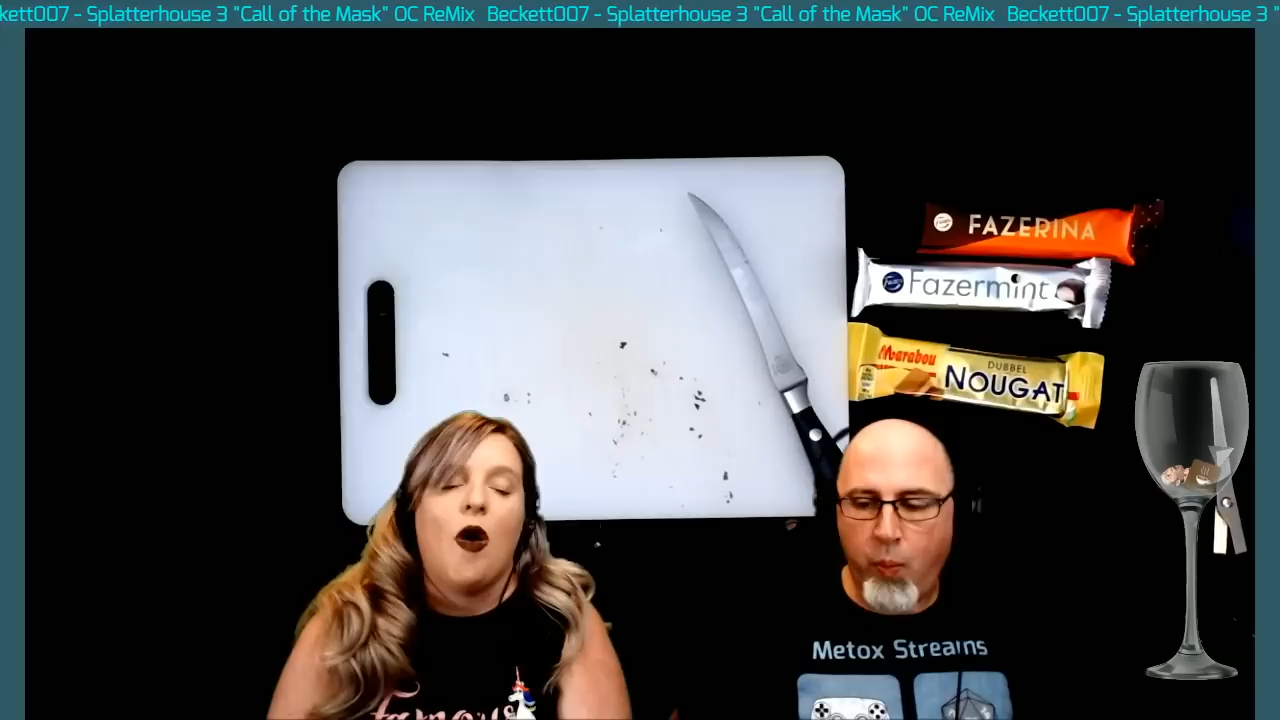 kett007 - Splatterhouse 3 "Call of the Mask" OC ReMix Beckett007 - Splatterhouse 3 "Call of the Mask" OC ReMix Beckett007 - Splatterhouse 3 "
FAZERINA
Fazermint
Marabou
DUBBEL
NOUGAT
Metox Streams
famous